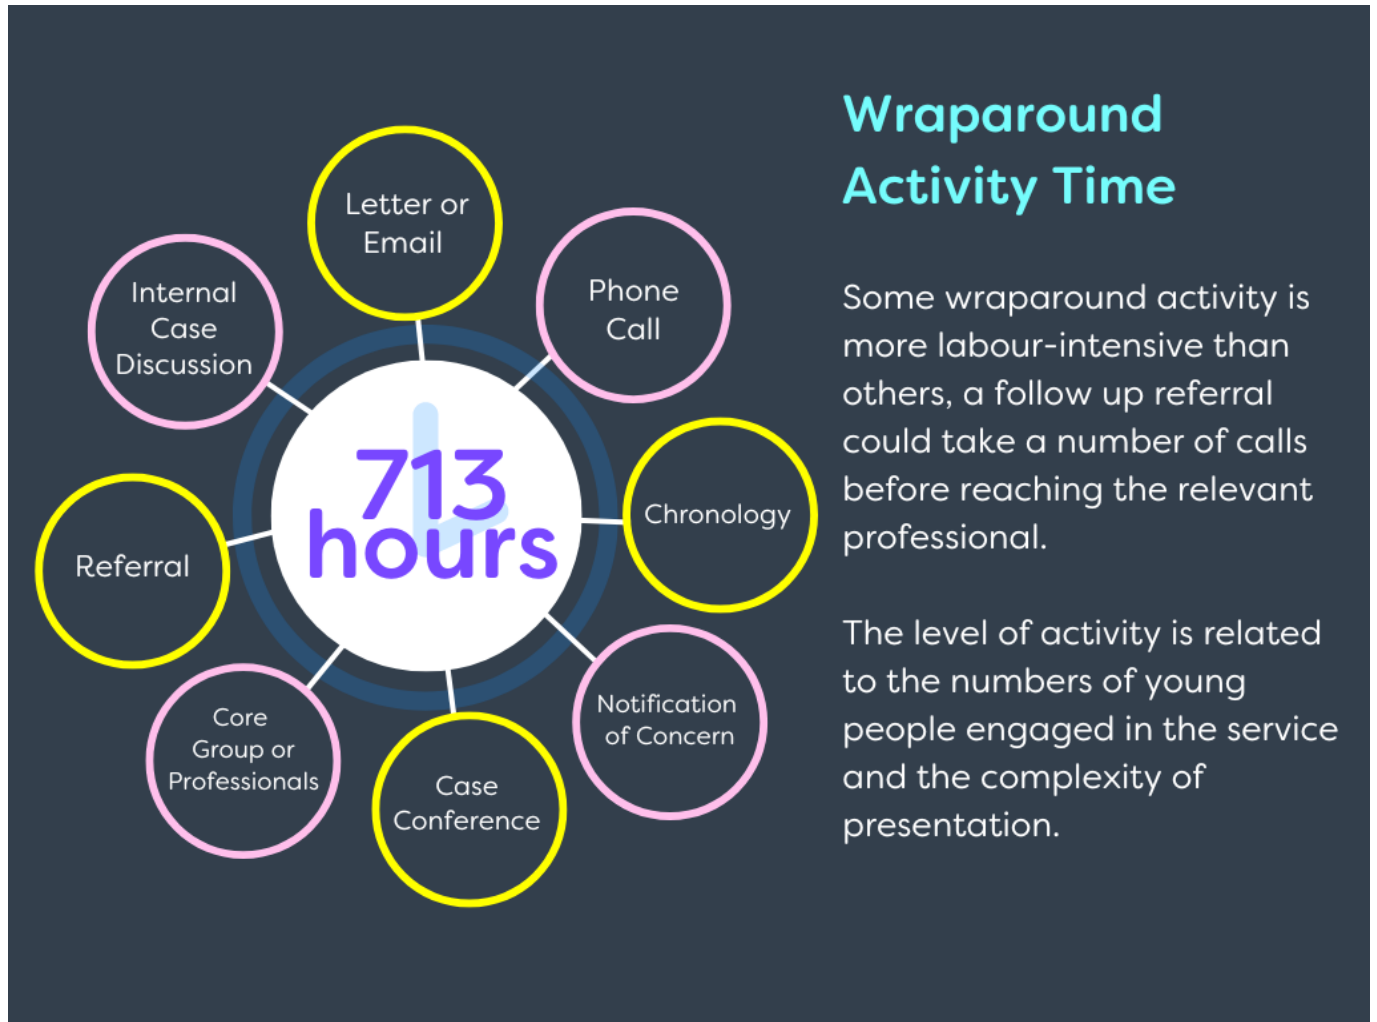 Wraparound
Activity Time
Some wraparound activity is
more labour-intensive than
others, a follow up referral
could take a number of calls
before reaching the relevant
professional.
The level of activity is related
to the numbers of young
people engaged in the service
and the complexity of
presentation.
713
hours
Letter or
Email
Phone
Call
Chronology
Notification
of Concern
Case
Conference
Core
Group or
Professionals
Referral
Internal
Case
Discussion